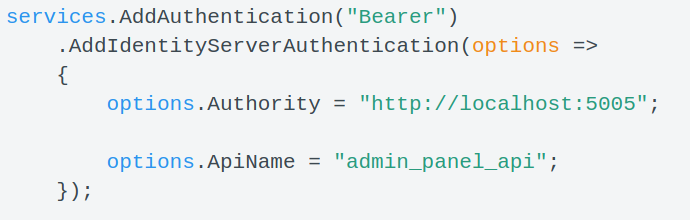 services.AddAuthentication("Bearer")
    .AddIdentityServerAuthentication(options =>
    {
        options.Authority = "http://localhost:5005";

        options.ApiName = "admin_panel_api";
    });